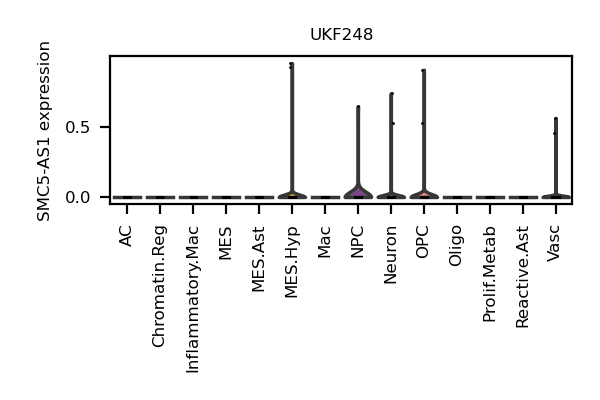 UKF248
SMC5-AS1 expression
0.5
0.0
AC
Chromatin.Reg
Inflammatory.Mac
MES
MES.Ast
MES.Hyp
Mac
NPC
Neuron
OPC
Oligo
Prolif.Metab
Reactive.Ast
Vasc